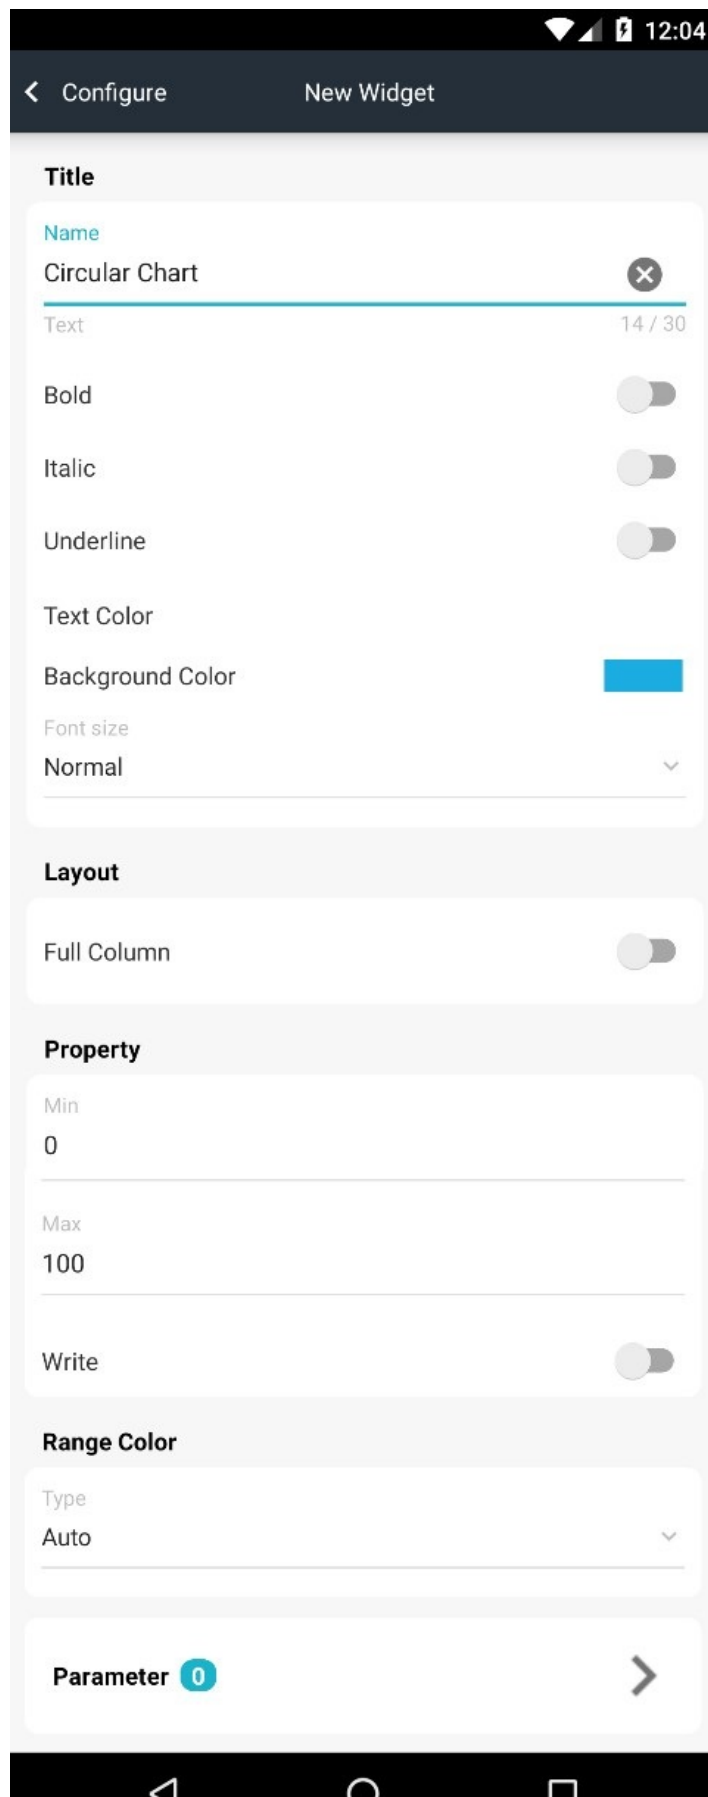 12:04
Configure New Widget
Title
Name
Circular Chart
Text 14 / 30
Bold
Italic
Underline
Text Color
Background Color
Font size
Normal
Layout
Full Column
Property
Min
0
Max
100
Write
Range Color
Type
Auto
Parameter 0